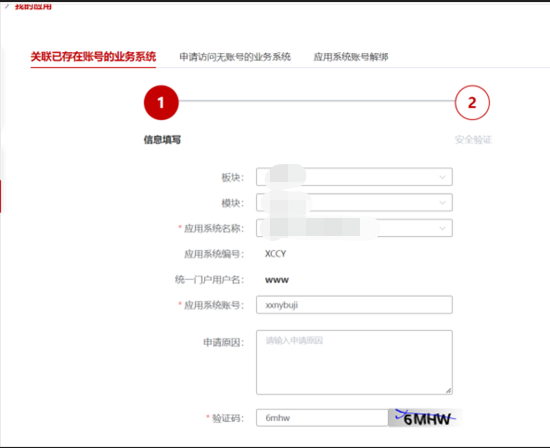 我的应用
关联已存在账号的业务系统 申请访问无账号的业务系统 应用系统账号解绑
1 2
信息填写 安全验证
板块：
模块：
* 应用系统名称：
应用系统编号： XCCY
统一门户用户名： www
* 应用系统账号： xxnybuji
申请原因： 请输入申请原因
* 验证码： 6mhw 6MHW